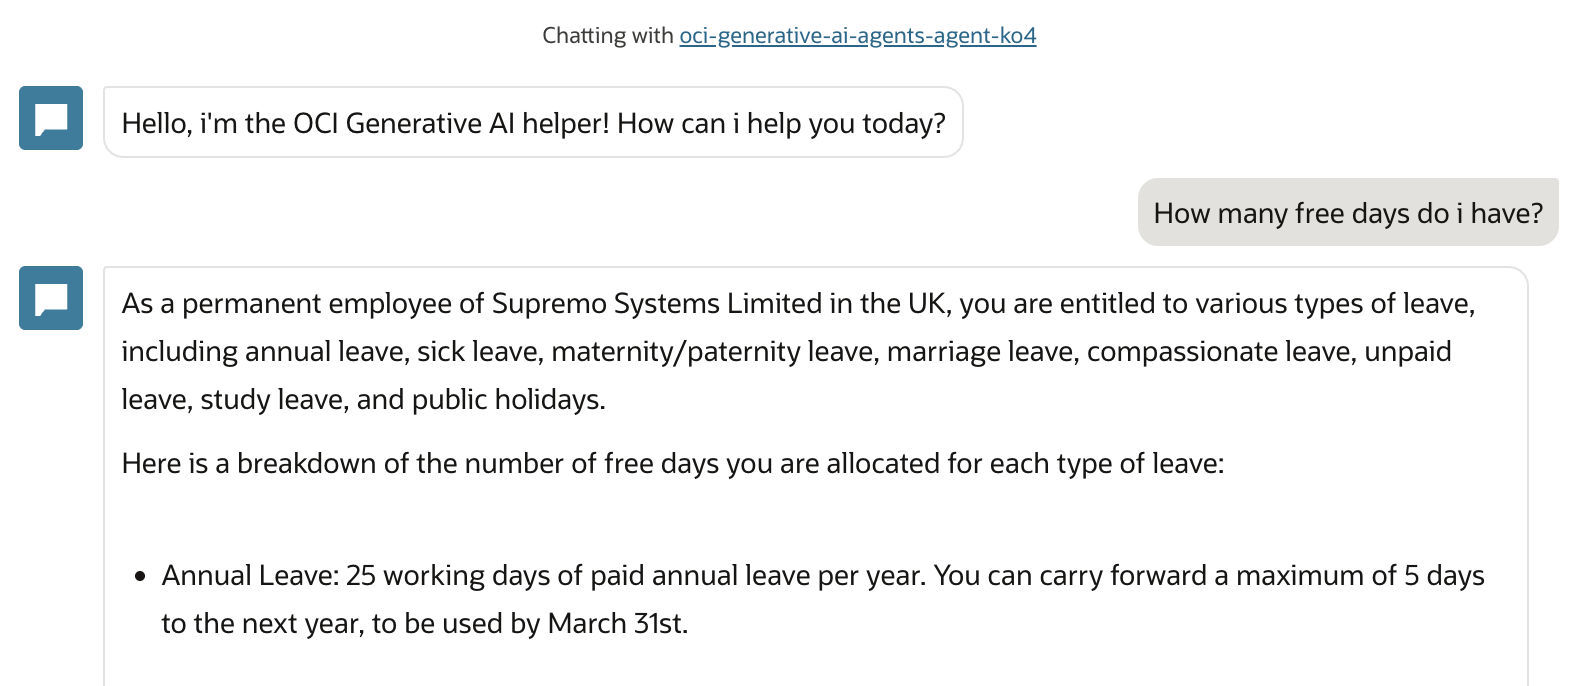 Chatting with oci-generative-ai-agents-agent-ko4
Hello, i'm the OCI Generative AI helper! How can i help you today?
How many free days do i have?
As a permanent employee of Supremo Systems Limited in the UK, you are entitled to various types of leave,
including annual leave, sick leave, maternity/paternity leave, marriage leave, compassionate leave, unpaid
leave, study leave, and public holidays.
Here is a breakdown of the number of free days you are allocated for each type of leave:
• Annual Leave: 25 working days of paid annual leave per year. You can carry forward a maximum of 5 days
to the next year, to be used by March 31st.